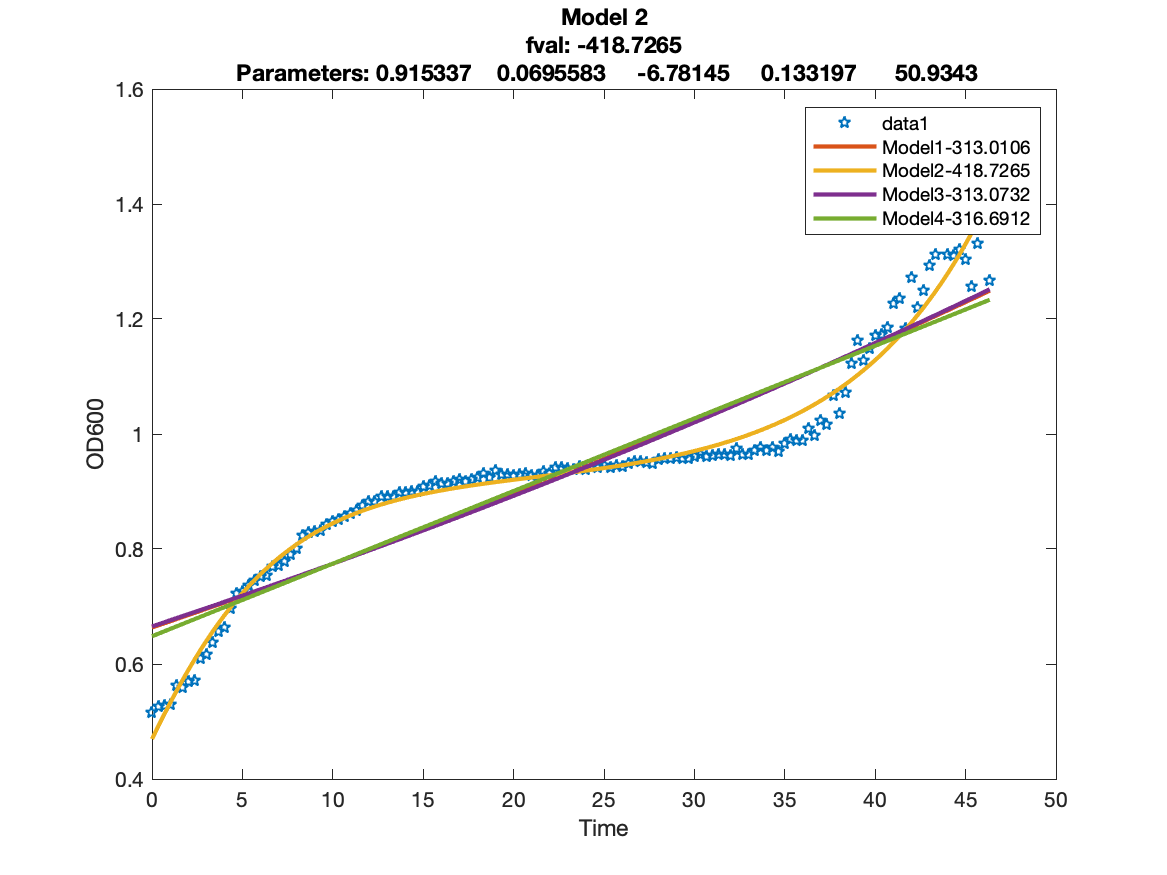 Model 2
fval: -418.7265
Parameters: 0.915337 0.0695583 -6.78145 0.133197 50.9343
1.6
1.4
1.2
1
0.8
0.6
0.4
OD600
data1
Model1-313.0106
Model2-418.7265
Model3-313.0732
Model4-316.6912
0 5 10 15 20 25 30 35 40 45 50
Time